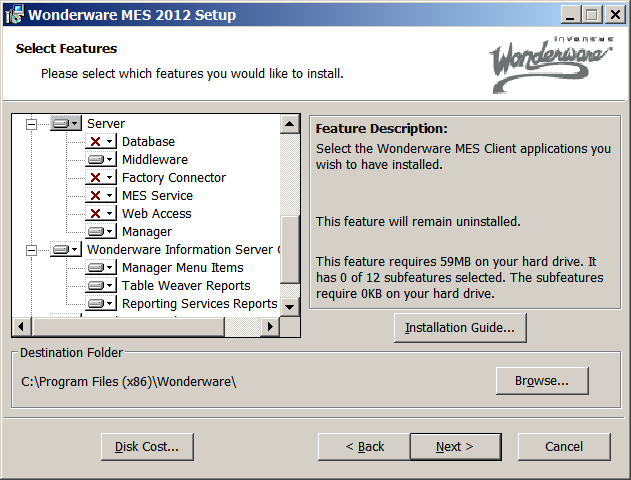 Wonderware MES 2012 Setup
Select Features
Please select which features you would like to install.
invensys
Wonderware
Server
Database
Middleware
Factory Connector
MES Service
Web Access
Manager
Wonderware Information Server
Manager Menu Items
Table Weaver Reports
Reporting Services Reports
Feature Description:
Select the Wonderware MES Client applications you
wish to have installed.
This feature will remain uninstalled.
This feature requires 59MB on your hard drive. It
has 0 of 12 subfeatures selected. The subfeatures
require 0KB on your hard drive.
Installation Guide...
Destination Folder
C:\Program Files (x86)\Wonderware\
Browse...
Disk Cost...
< Back
Next >
Cancel